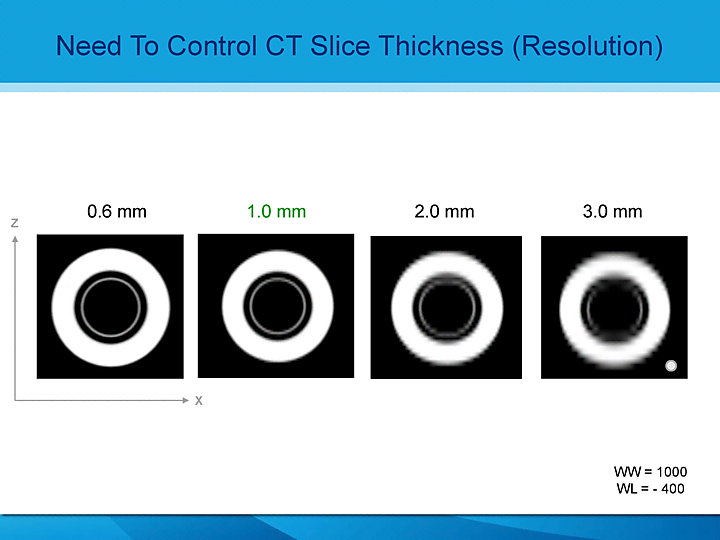 Need To Control CT Slice Thickness (Resolution)
0.6 mm
1.0 mm
2.0 mm
3.0 mm
z
x
WW = 1000
WL = - 400